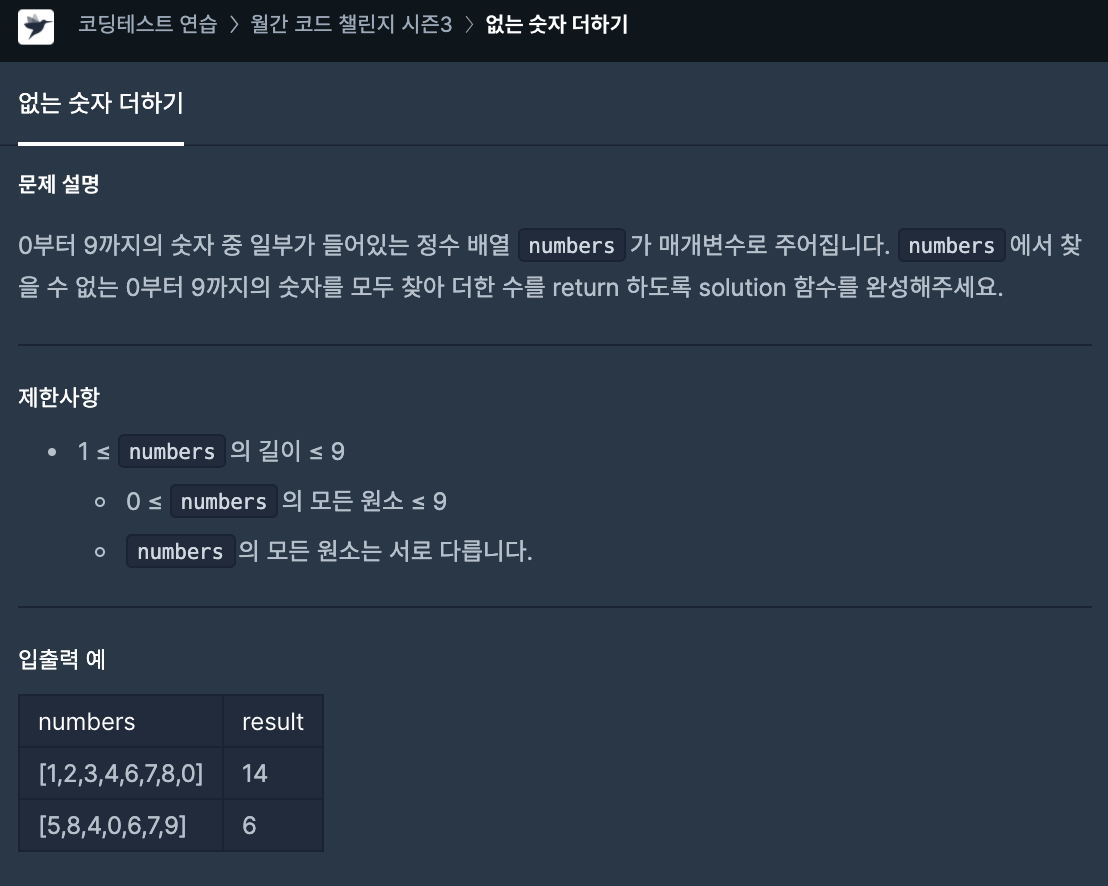 코딩테스트 연습 > 월간 코드 챌린지 시즌3 > 없는 숫자 더하기
없는 숫자 더하기
문제 설명
0부터 9까지의 숫자 중 일부가 들어있는 정수 배열 numbers 가 매개변수로 주어집니다. numbers 에서 찾
을 수 없는 0부터 9까지의 숫자를 모두 찾아 더한 수를 return 하도록 solution 함수를 완성해주세요.
제한사항
• 1 ≤ numbers 의 길이 ≤ 9
◦ 0 ≤ numbers 의 모든 원소 ≤ 9
◦ numbers 의 모든 원소는 서로 다릅니다.
입출력 예
numbers result
[1,2,3,4,6,7,8,0] 14
[5,8,4,0,6,7,9] 6